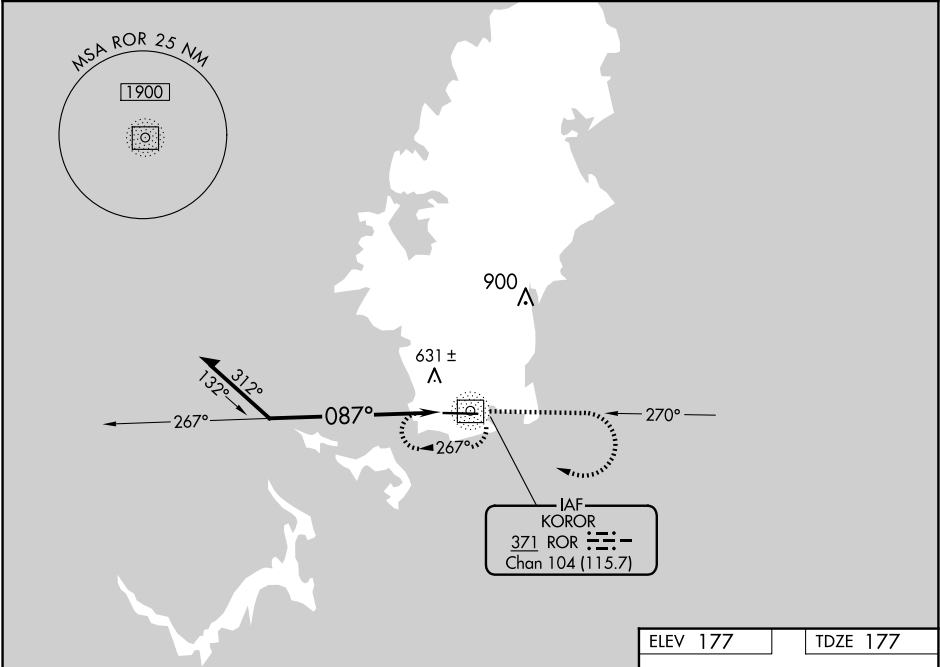 MSA ROR 25 NM
1900
900
631 ±
312°
132°
267°
087°
270°
267°
IAF
KOROR
371 ROR
Chan 104 (115.7)
ELEV 177
TDZE 177